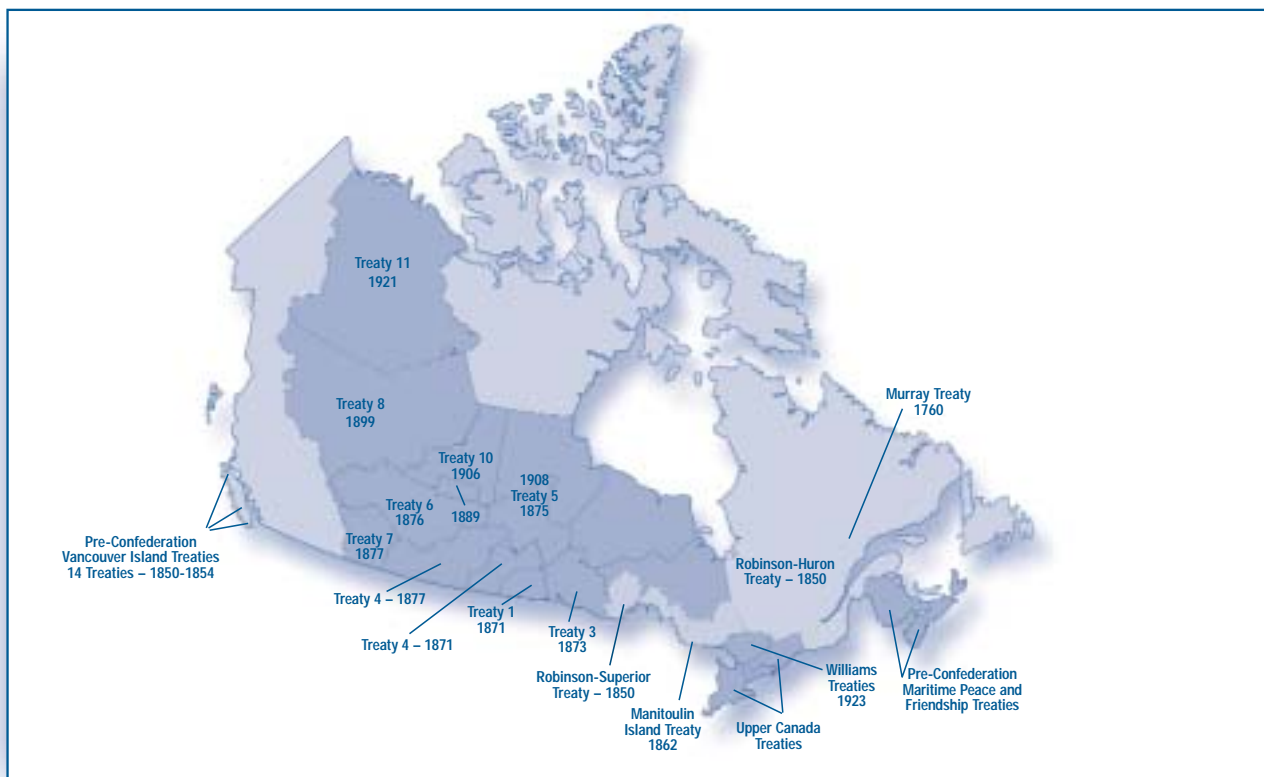 Treaty 11
1921
Treaty 8
1899
Murray Treaty
1760
Treaty 10
1906
1908
Treaty 5
1875
Treaty 6
1876
1889
Treaty 7
1877
Pre-Confederation
Vancouver Island Treaties
14 Treaties – 1850-1854
Robinson-Huron
Treaty – 1850
Treaty 4 – 1877
Treaty 1
1871
Treaty 4 – 1871
Treaty 3
1873
Robinson-Superior
Treaty – 1850
Manitoulin
Island Treaty
1862
Williams
Treaties
1923
Upper Canada
Treaties
Pre-Confederation
Maritime Peace and
Friendship Treaties